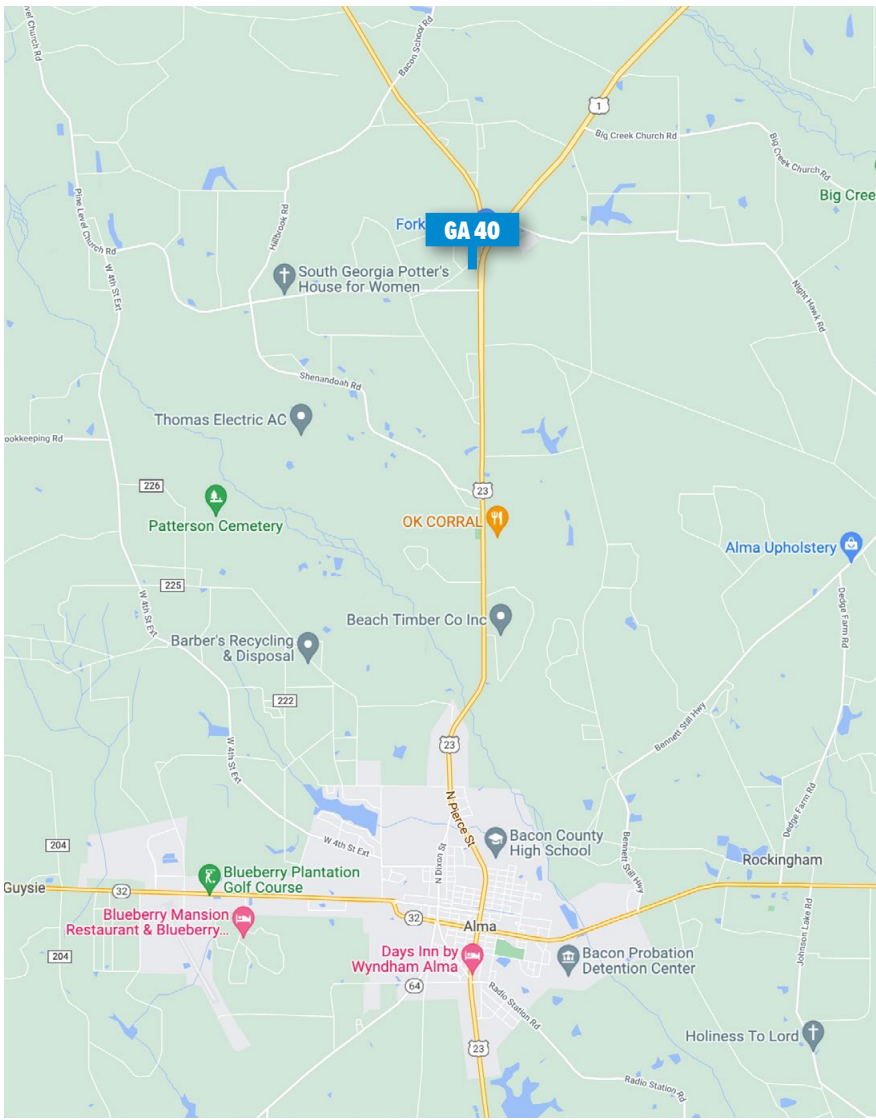 vel Church Rd
Bacon School Rd
1
Big Creek Church Rd
Big Creek Church Rd
Big Cree
Pine Level Church Rd
W 4th St Ext
Hillbrook Rd
Fork
GA 40
South Georgia Potter's
House for Women
Night Hawk Rd
Shenandoah Rd
Thomas Electric AC
ookkeeping Rd
226
23
Patterson Cemetery
OK CORRAL
Alma Upholstery
225
W 4th St Ext
Beach Timber Co Inc
Dedge Farm Rd
Barber's Recycling
& Disposal
222
Bennett Still Hwy
23
W 4th St Ext
N Pierce St
Dedge Farm Rd
204
W 4th St Ext
N Dixon St
Bacon County
High School
Bennett Still Hwy
Rockingham
Blueberry Plantation
Golf Course
Guysie
32
Blueberry Mansion
Restaurant & Blueberry...
32
Alma
Johnson Lake Rd
204
Days Inn by
Wyndham Alma
Bacon Probation
Detention Center
64
Radio Station Rd
23
Holiness To Lord
Radio Station Rd